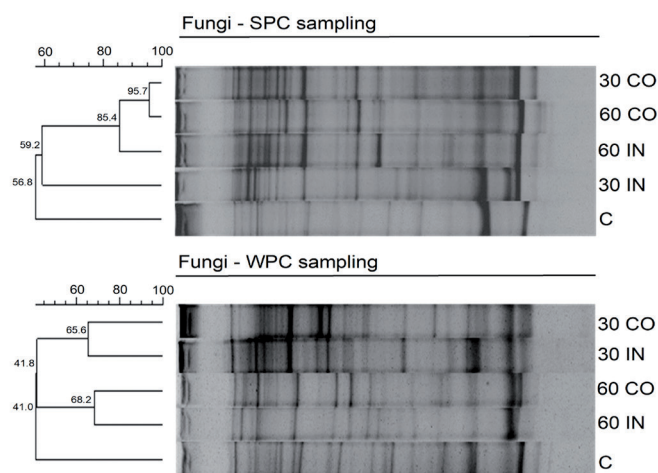 Fungi - SPC sampling
60 80 100
95.7
30 CO
85.4
60 CO
59.2
60 IN
56.8
30 IN
C
Fungi - WPC sampling
60 80 100
65.6
30 CO
41.8
30 IN
68.2
60 CO
41.0
60 IN
C